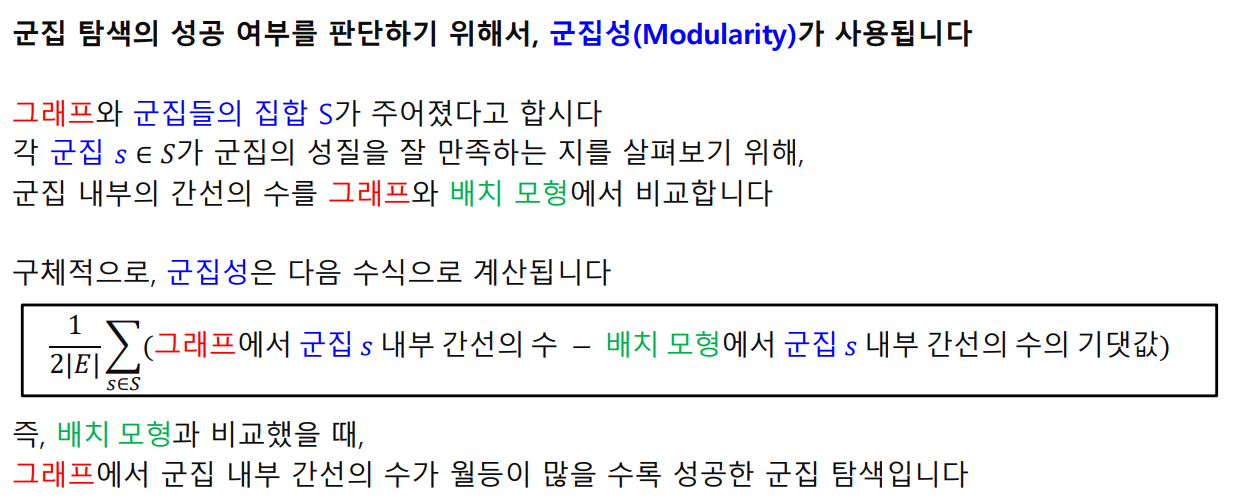 군집 탐색의 성공 여부를 판단하기 위해서, 군집성(Modularity)가 사용됩니다
그래프와 군집들의 집합 S가 주어졌다고 합시다
각 군집 s ∈ S가 군집의 성질을 잘 만족하는 지를 살펴보기 위해,
군집 내부의 간선의 수를 그래프와 배치 모형에서 비교합니다
구체적으로, 군집성은 다음 수식으로 계산됩니다
1/2|E| ∑s∈S (그래프에서 군집 s 내부 간선의 수 − 배치 모형에서 군집 s 내부 간선의 수의 기댓값)
즉, 배치 모형과 비교했을 때,
그래프에서 군집 내부 간선의 수가 월등이 많을 수록 성공한 군집 탐색입니다